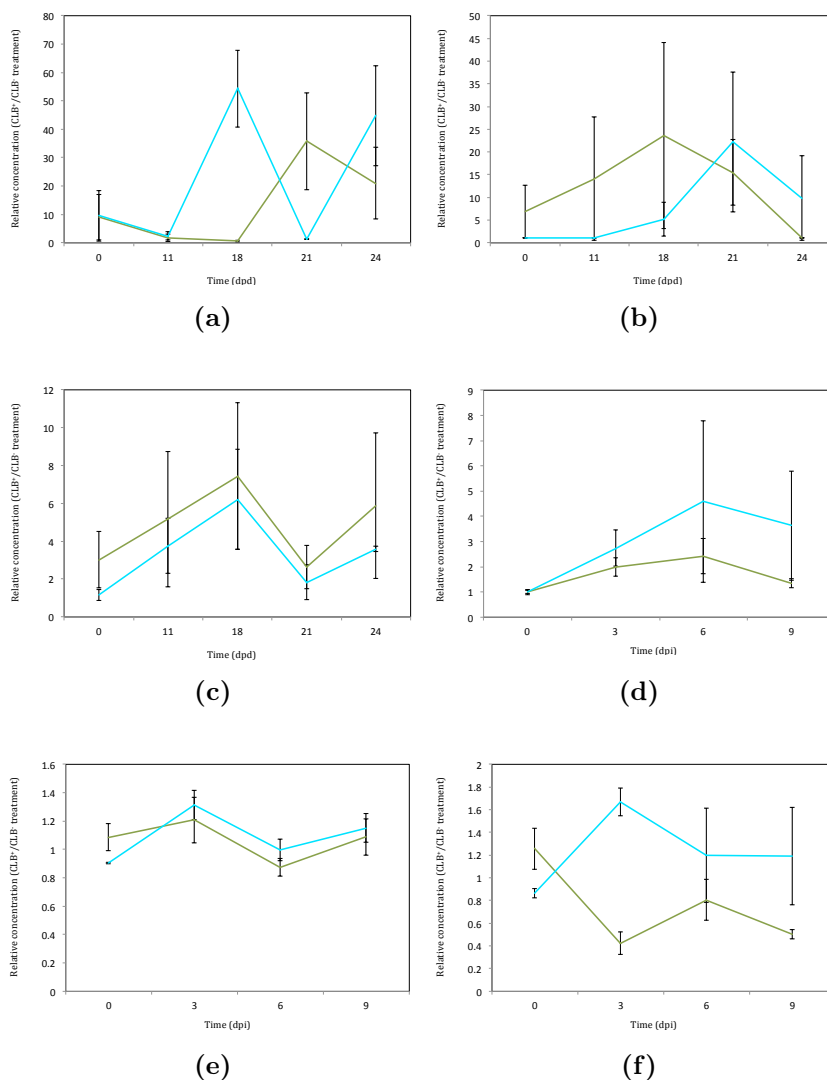 80
70
60
50
40
30
20
10
0
Relative concentration (CLB⁺/CLB⁻ treatment)
0 11 18 21 24
Time (dpd)
(a)
50
45
40
35
30
25
20
15
10
5
0
Relative concentration (CLB⁺/CLB⁻ treatment)
0 11 18 21 24
Time (dpd)
(b)
12
10
8
6
4
2
0
Relative concentration (CLB⁺/CLB⁻ treatment)
0 11 18 21 24
Time (dpd)
(c)
9
8
7
6
5
4
3
2
1
0
Relative concentration (CLB⁺/CLB⁻ treatment)
0 3 6 9
Time (dpi)
(d)
1.6
1.4
1.2
1
0.8
0.6
0.4
0.2
0
Relative concentration (CLB⁺/CLB⁻ treatment)
0 3 6 9
Time (dpi)
(e)
2
1.8
1.6
1.4
1.2
1
0.8
0.6
0.4
0.2
0
Relative concentration (CLB⁺/CLB⁻ treatment)
0 3 6 9
Time (dpi)
(f)